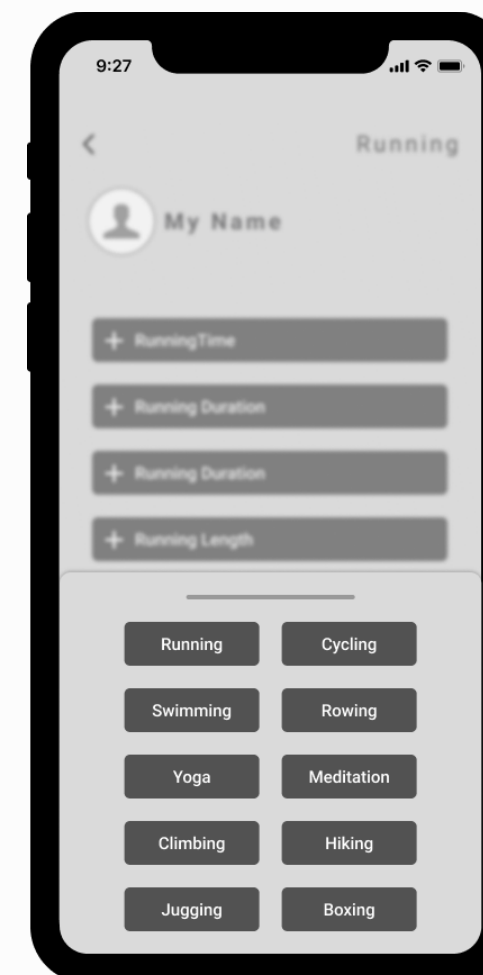 9:27
Running
My Name
RunningTime
Running Duration
Running Duration
Running Length
Running Cycling
Swimming Rowing
Yoga Meditation
Climbing Hiking
Jugging Boxing